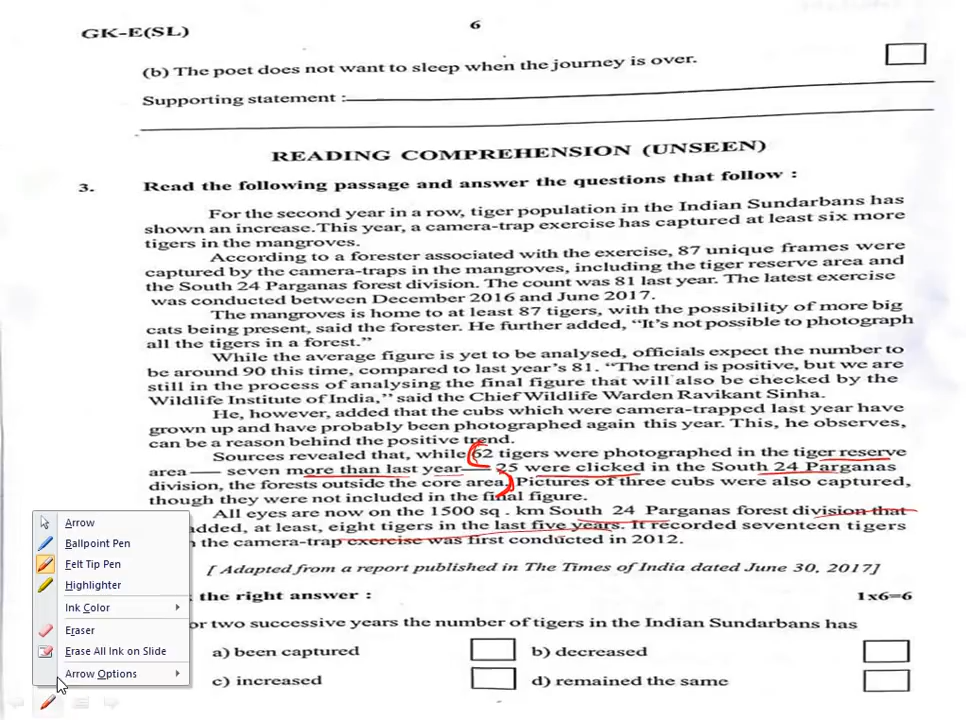 GK-E(SL)
6
(b) The poet does not want to sleep when the journey is over.
Supporting statement :
READING COMPREHENSION (UNSEEN)
3. Read the following passage and answer the questions that follow :
For the second year in a row, tiger population in the Indian Sundarbans has
shown an increase.This year, a camera-trap exercise has captured at least six more
tigers in the mangroves.
According to a forester associated with the exercise, 87 unique frames were
captured by the camera-traps in the mangroves, including the tiger reserve area and
the South 24 Parganas forest division. The count was 81 last year. The latest exercise
was conducted between December 2016 and June 2017.
The mangroves is home to at least 87 tigers, with the possibility of more big
cats being present, said the forester. He further added, “It's not possible to photograph
all the tigers in a forest.”
While the average figure is yet to be analysed, officials expect the number to
be around 90 this time, compared to last year's 81. “The trend is positive, but we are
still in the process of analysing the final figure that will also be checked by the
Wildlife Institute of India,” said the Chief Wildlife Warden Ravikant Sinha.
He, however, added that the cubs which were camera-trapped last year have
grown up and have probably been photographed again this year. This, he observes,
can be a reason behind the positive trend.
Sources revealed that, while 62 tigers were photographed in the tiger reserve
area — seven more than last year — 25 were clicked in the South 24 Parganas
division, the forests outside the core area. Pictures of three cubs were also captured,
though they were not included in the final figure.
All eyes are now on the 1500 sq . km South 24 Parganas forest division that
added, at least, eight tigers in the last five years. It recorded seventeen tigers
the camera-trap exercise was first conducted in 2012.
[ Adapted from a report published in The Times of India dated June 30, 2017]
the right answer : 1x6=6
or two successive years the number of tigers in the Indian Sundarbans has
a) been captured b) decreased
c) increased d) remained the same
Arrow
Ballpoint Pen
Felt Tip Pen
Highlighter
Ink Color
Eraser
Erase All Ink on Slide
Arrow Options